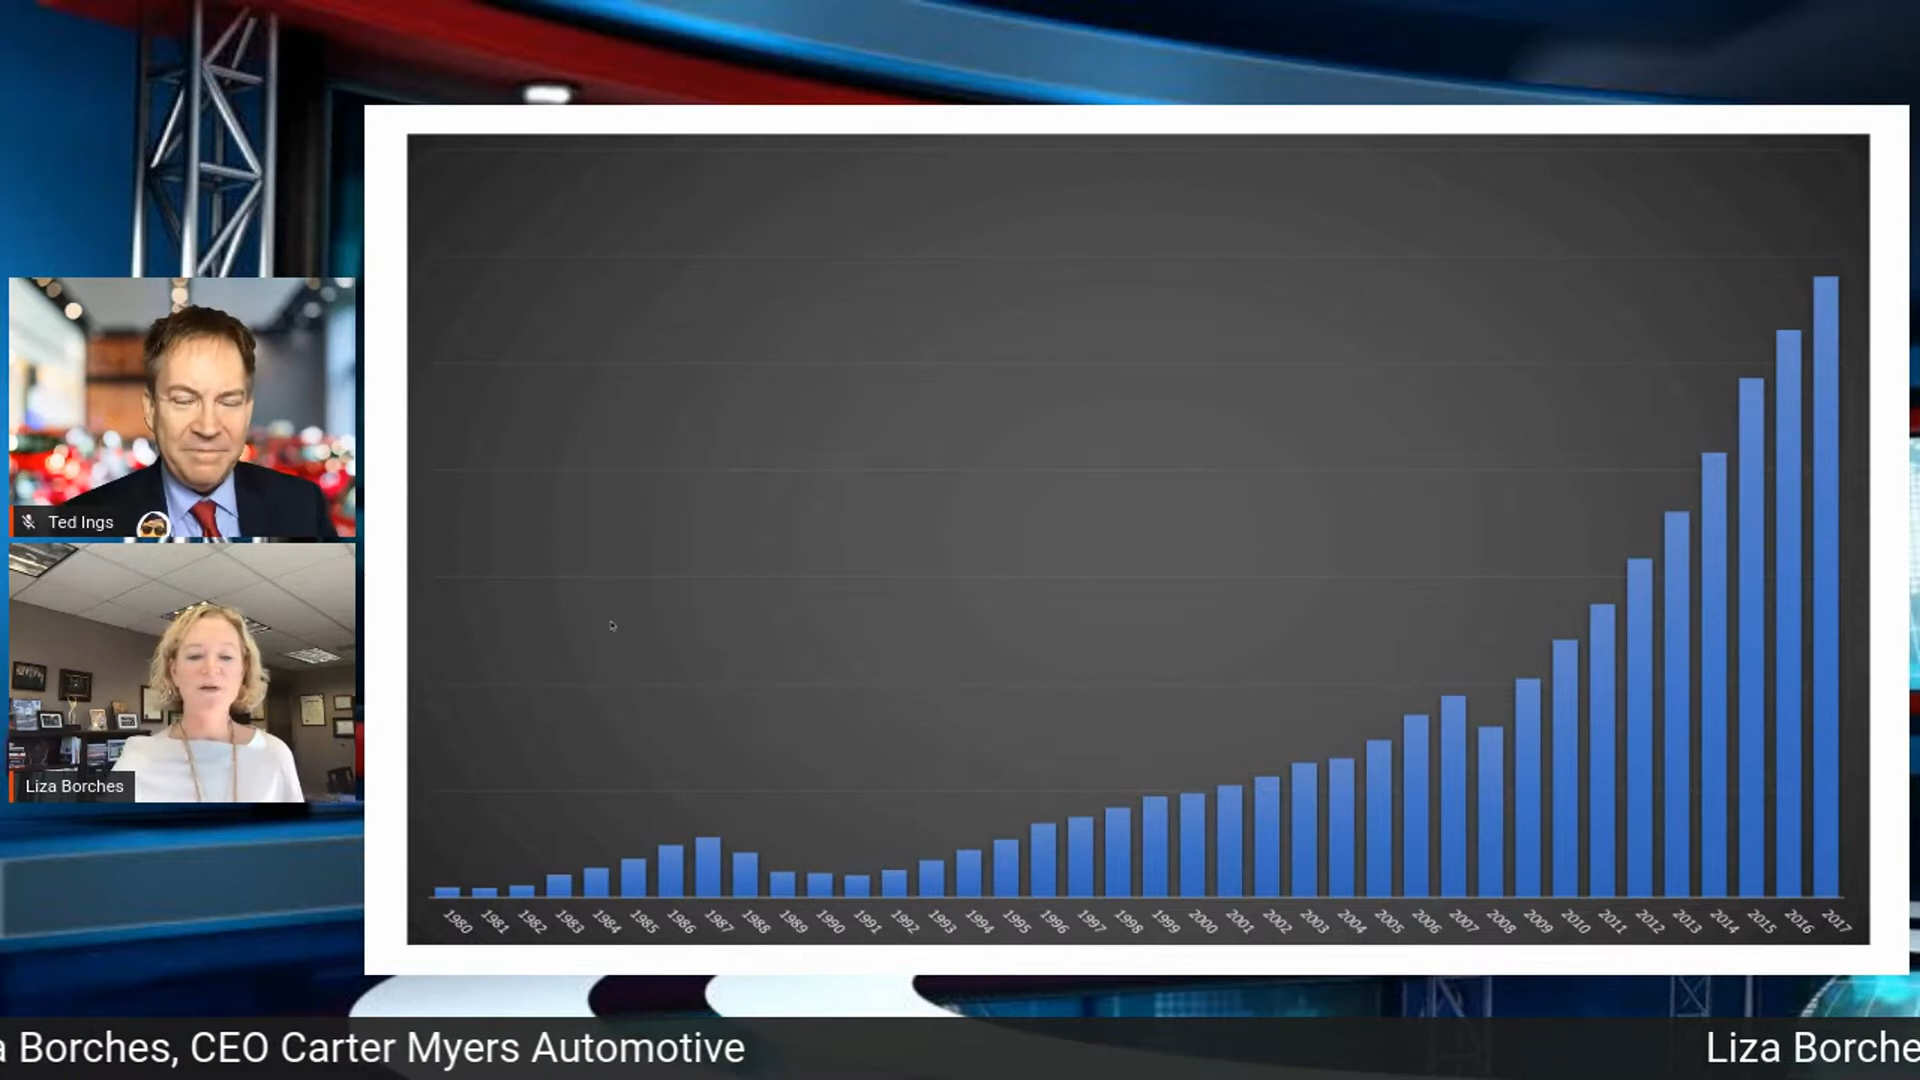 Ted Ings
Liza Borches
1980 1981 1982 1983 1984 1985 1986 1987 1988 1989 1990 1991 1992 1993 1994 1995 1996 1997 1998 1999 2000 2001 2002 2003 2004 2005 2006 2007 2008 2009 2010 2011 2012 2013 2014 2015 2016 2017
a Borches, CEO Carter Myers Automotive
Liza Borche